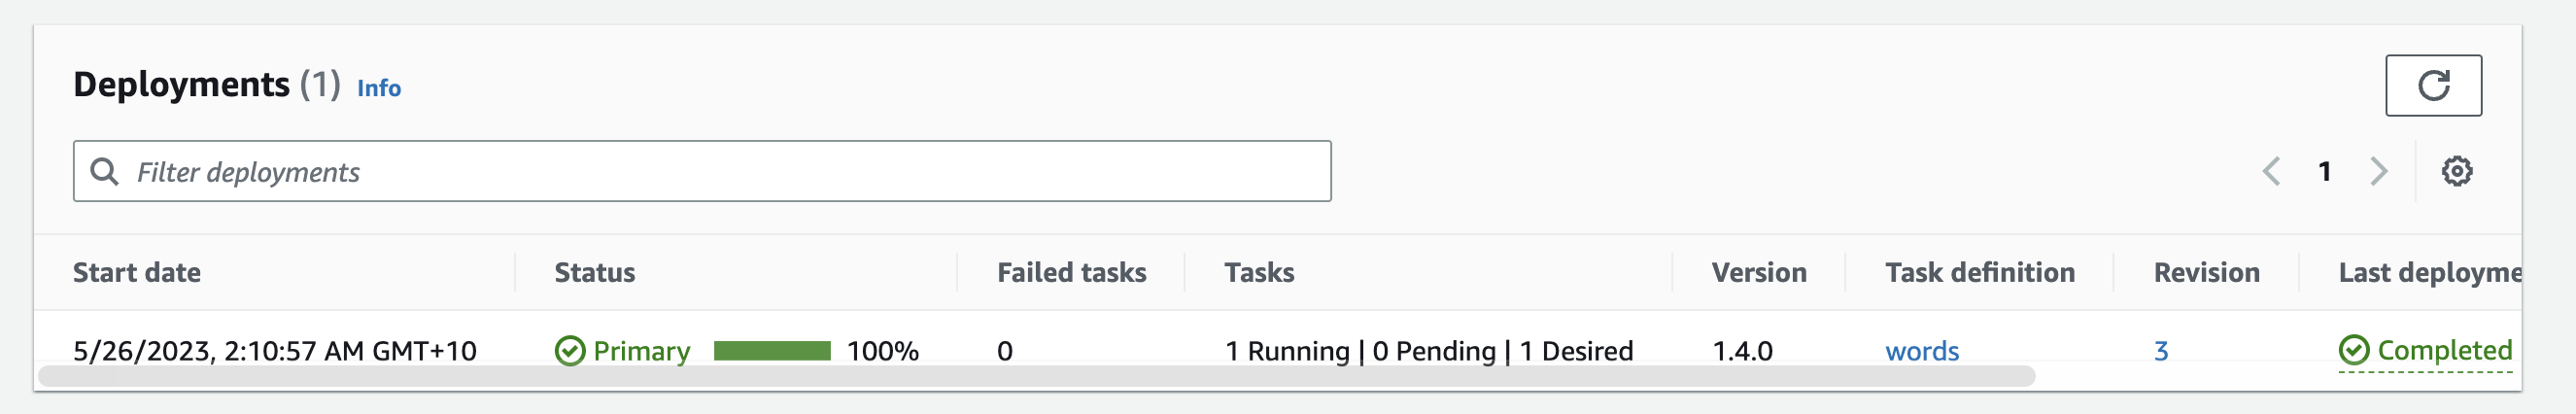 Deployments (1) Info
Filter deployments
1
Start date Status Failed tasks Tasks Version Task definition Revision Last deployme
5/26/2023, 2:10:57 AM GMT+10 Primary 100% 0 1 Running | 0 Pending | 1 Desired 1.4.0 words 3 Completed